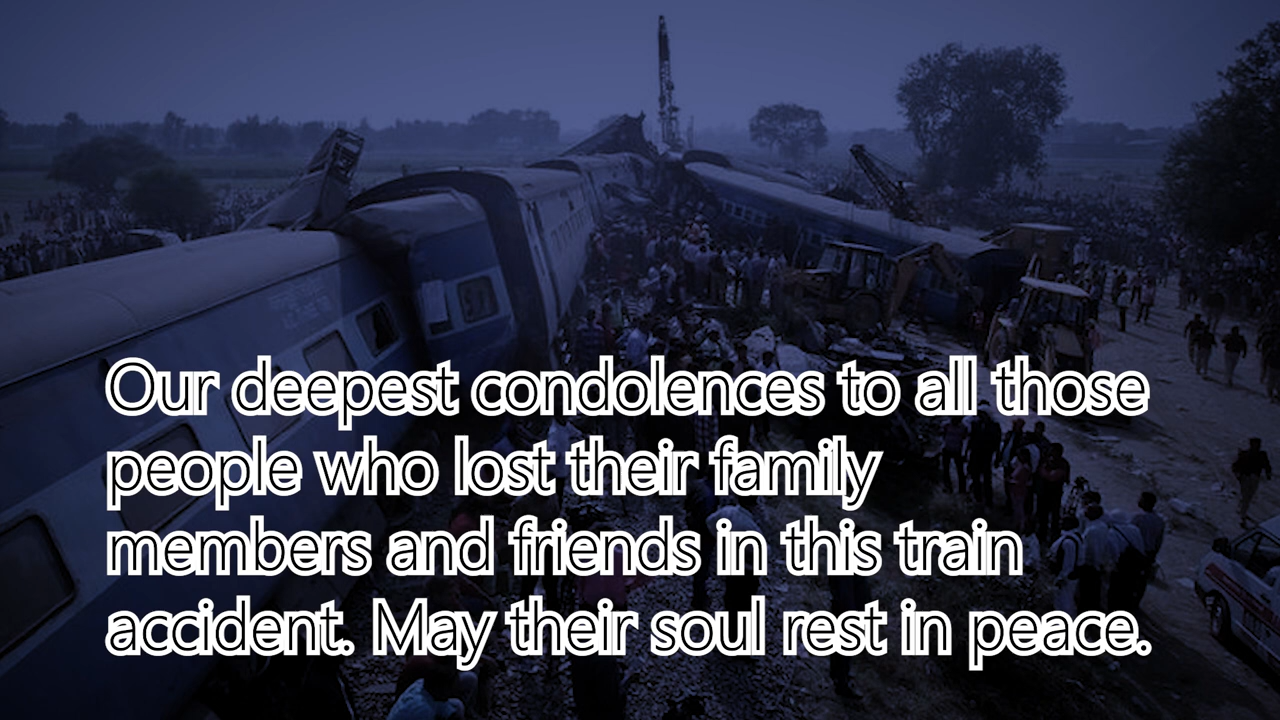 Our deepest condolences to all those
people who lost their family
members and friends in this train
accident. May their soul rest in peace.